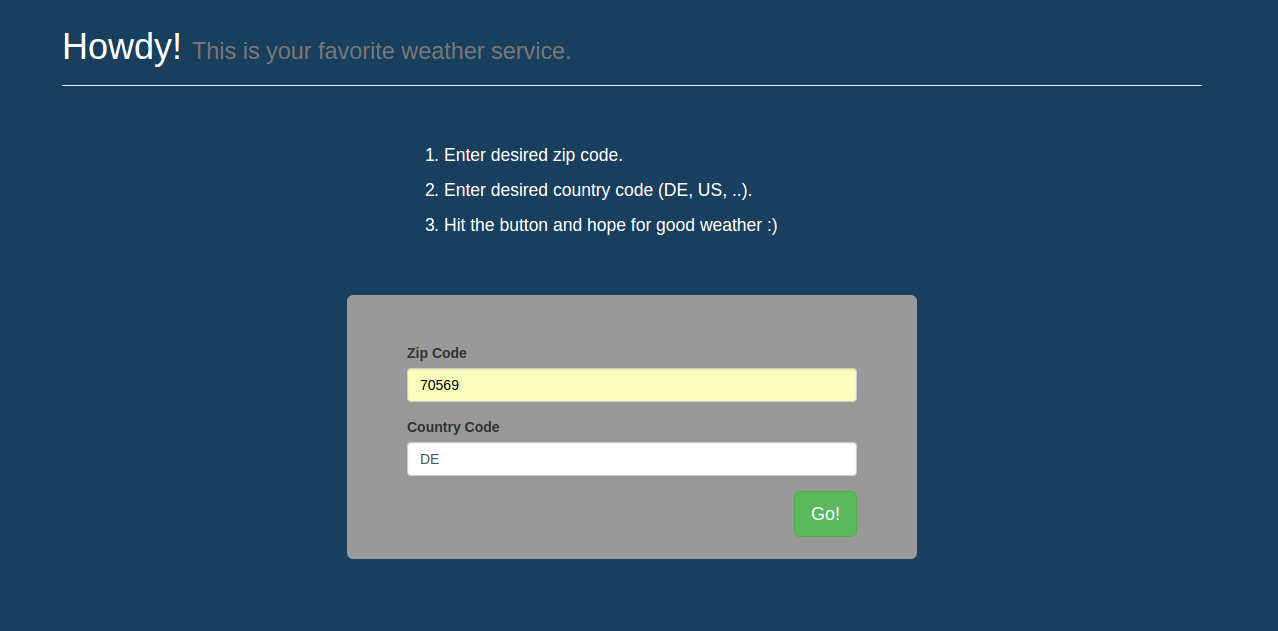 Howdy! This is your favorite weather service.
1. Enter desired zip code.
2. Enter desired country code (DE, US, ..).
3. Hit the button and hope for good weather :)
Zip Code
70569
Country Code
DE
Go!